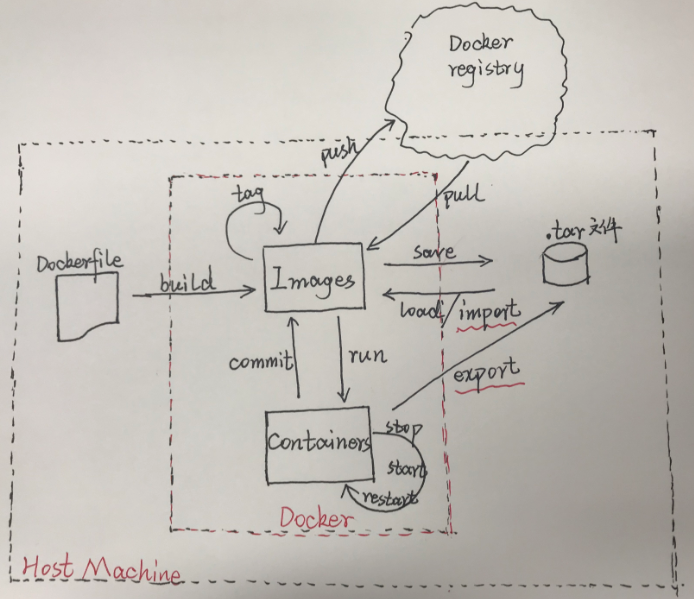 Docker
registry
push
tag
pull
.tar文件
Dockerfile
build
Images
save
load/import
commit
run
export
Containers
stop
start
restart
Docker
Host Machine